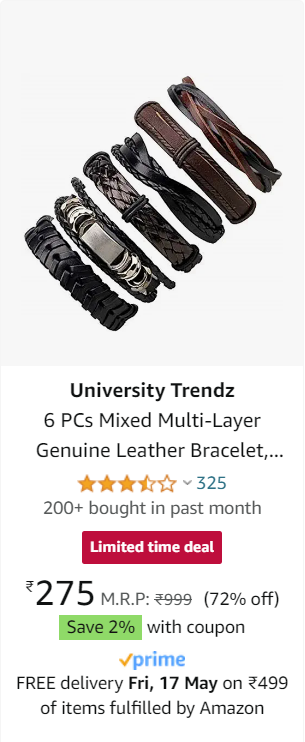 University Trendz
6 PCs Mixed Multi-Layer
Genuine Leather Bracelet,...
325
200+ bought in past month
Limited time deal
₹275 M.R.P: ₹999 (72% off)
Save 2% with coupon
prime
FREE delivery Fri, 17 May on ₹499
of items fulfilled by Amazon